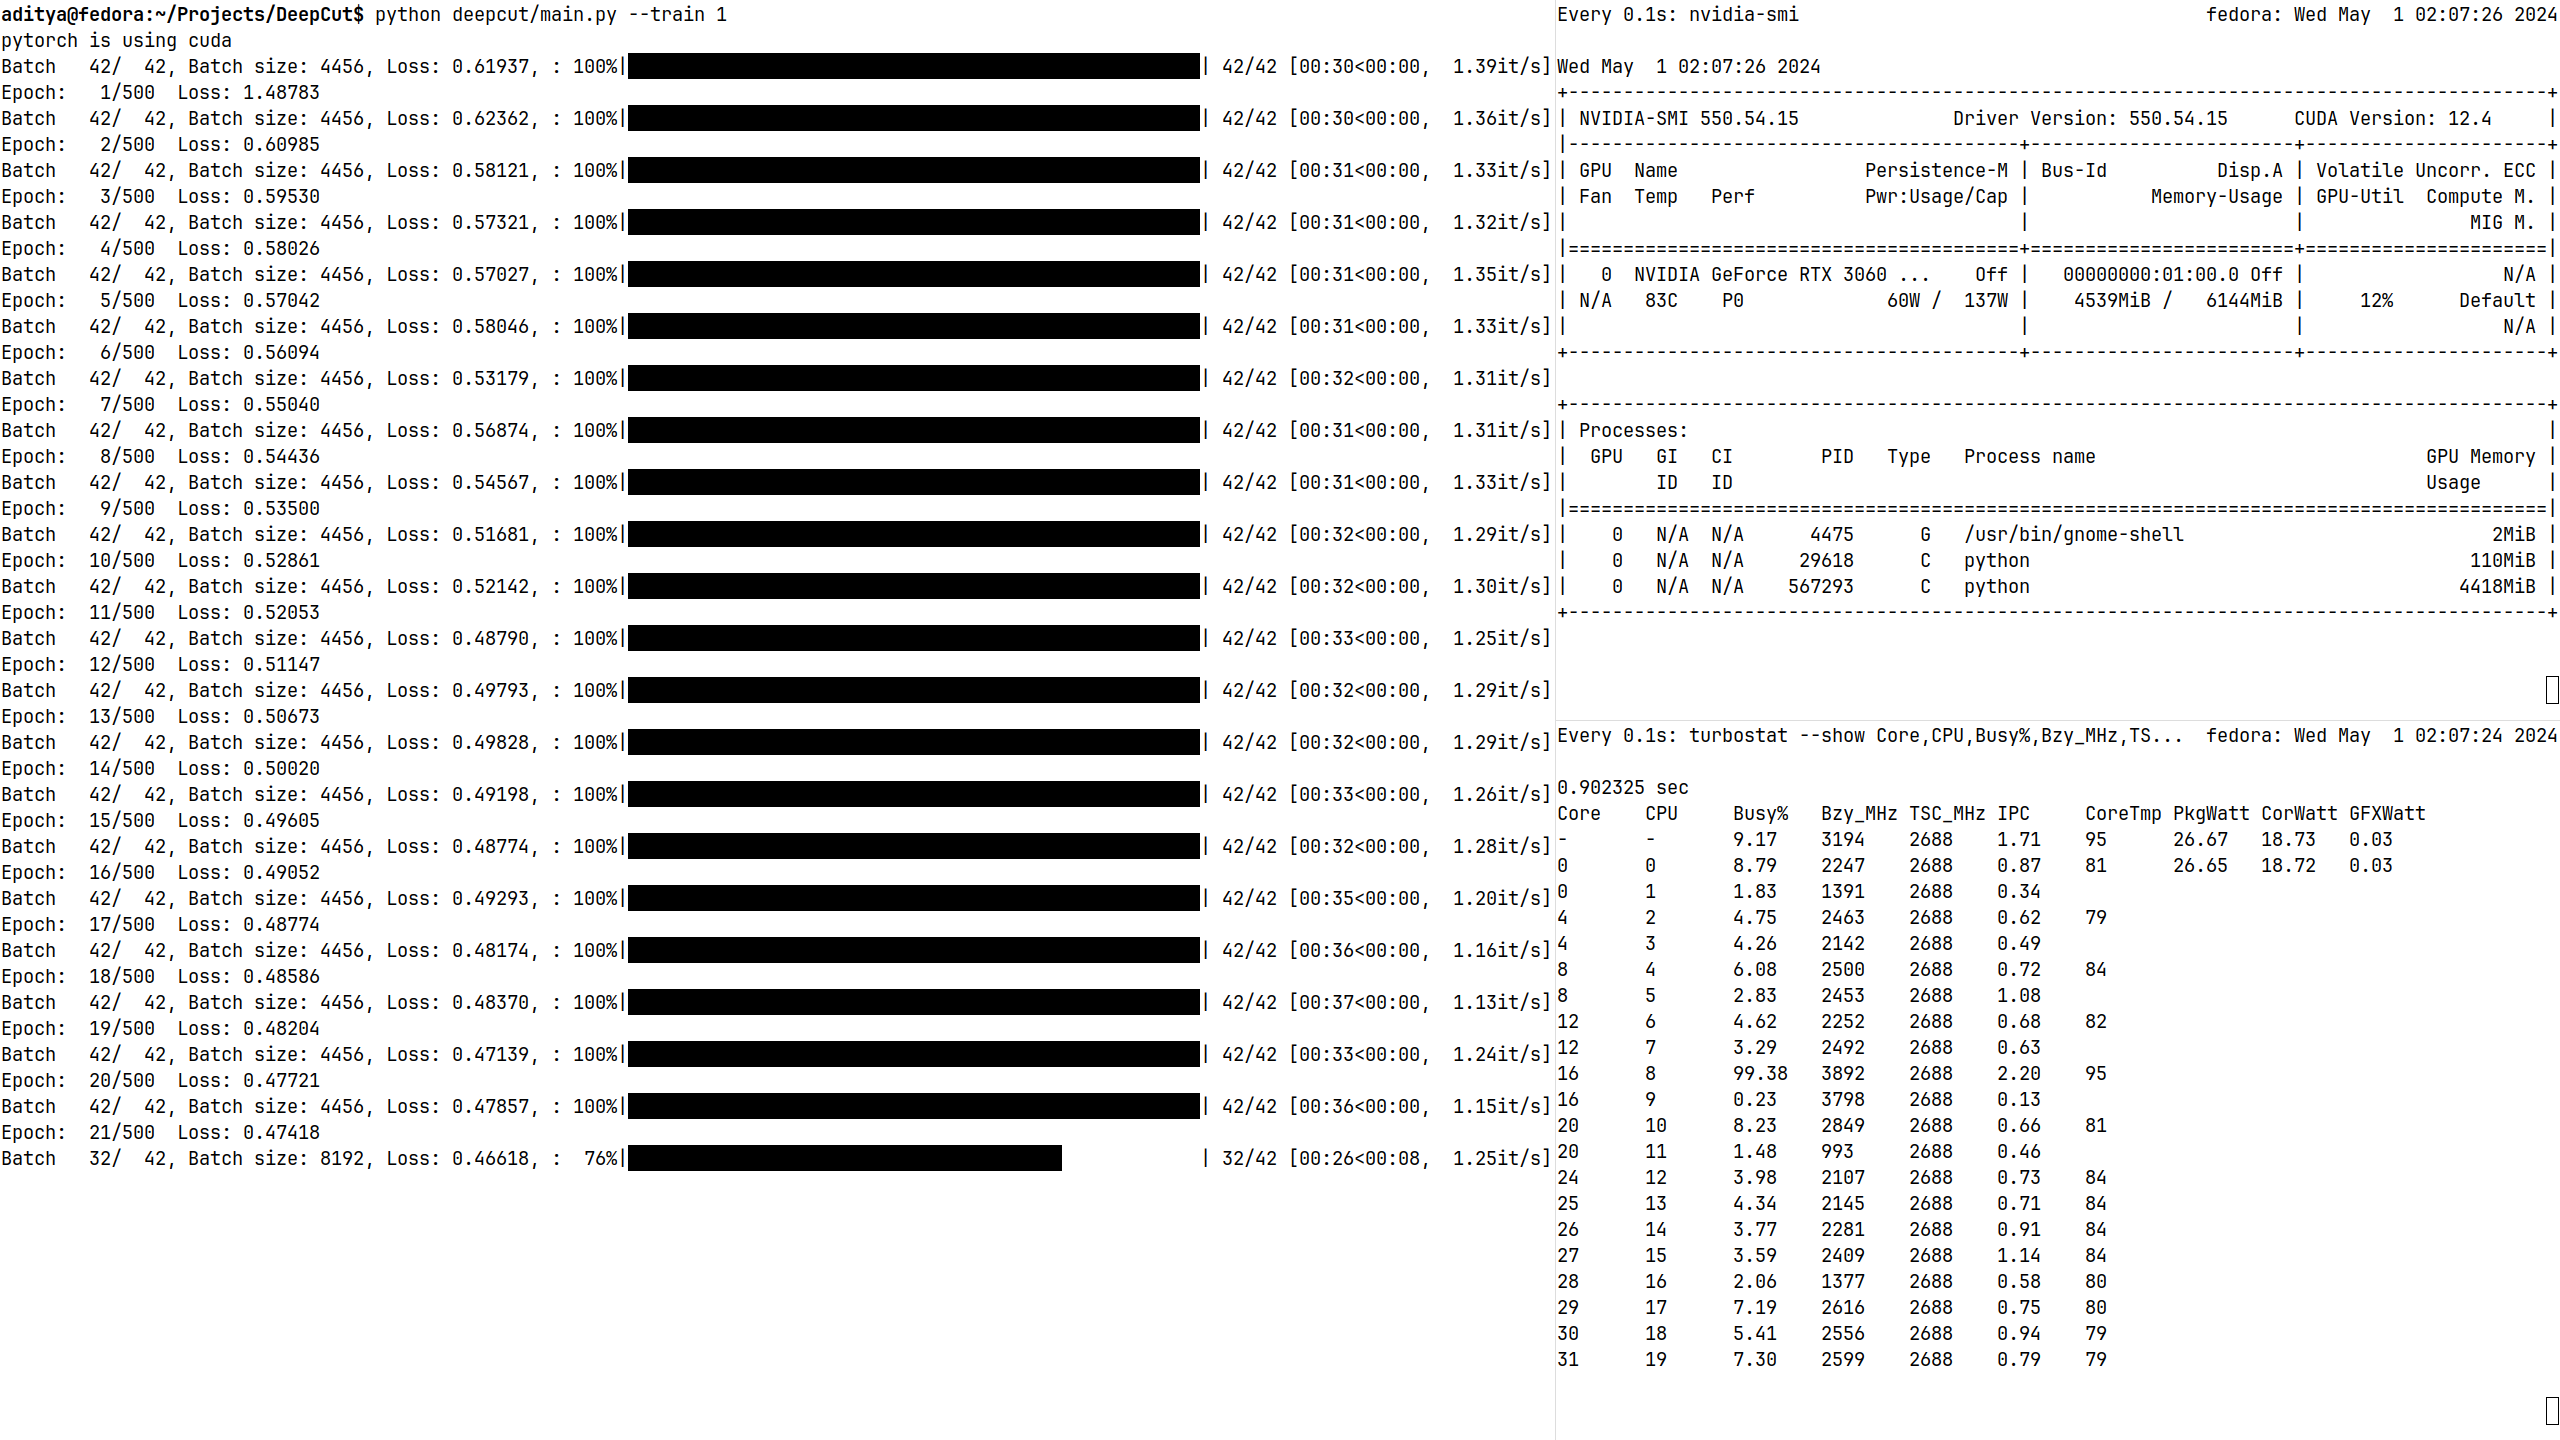 aditya@fedora:~/Projects/DeepCut$ python deepcut/main.py --train 1
pytorch is using cuda
Batch   42/  42, Batch size: 4456, Loss: 0.61937, : 100%|| 42/42 [00:30<00:00,  1.39it/s]
Epoch:   1/500  Loss: 1.48783
Batch   42/  42, Batch size: 4456, Loss: 0.62362, : 100%|| 42/42 [00:30<00:00,  1.36it/s]
Epoch:   2/500  Loss: 0.60985
Batch   42/  42, Batch size: 4456, Loss: 0.58121, : 100%|| 42/42 [00:31<00:00,  1.33it/s]
Epoch:   3/500  Loss: 0.59530
Batch   42/  42, Batch size: 4456, Loss: 0.57321, : 100%|| 42/42 [00:31<00:00,  1.32it/s]
Epoch:   4/500  Loss: 0.58026
Batch   42/  42, Batch size: 4456, Loss: 0.57027, : 100%|| 42/42 [00:31<00:00,  1.35it/s]
Epoch:   5/500  Loss: 0.57042
Batch   42/  42, Batch size: 4456, Loss: 0.58046, : 100%|| 42/42 [00:31<00:00,  1.33it/s]
Epoch:   6/500  Loss: 0.56094
Batch   42/  42, Batch size: 4456, Loss: 0.53179, : 100%|| 42/42 [00:32<00:00,  1.31it/s]
Epoch:   7/500  Loss: 0.55040
Batch   42/  42, Batch size: 4456, Loss: 0.56874, : 100%|| 42/42 [00:31<00:00,  1.31it/s]
Epoch:   8/500  Loss: 0.54436
Batch   42/  42, Batch size: 4456, Loss: 0.54567, : 100%|| 42/42 [00:31<00:00,  1.33it/s]
Epoch:   9/500  Loss: 0.53500
Batch   42/  42, Batch size: 4456, Loss: 0.51681, : 100%|| 42/42 [00:32<00:00,  1.29it/s]
Epoch:  10/500  Loss: 0.52861
Batch   42/  42, Batch size: 4456, Loss: 0.52142, : 100%|| 42/42 [00:32<00:00,  1.30it/s]
Epoch:  11/500  Loss: 0.52053
Batch   42/  42, Batch size: 4456, Loss: 0.48790, : 100%|| 42/42 [00:33<00:00,  1.25it/s]
Epoch:  12/500  Loss: 0.51147
Batch   42/  42, Batch size: 4456, Loss: 0.49793, : 100%|| 42/42 [00:32<00:00,  1.29it/s]
Epoch:  13/500  Loss: 0.50673
Batch   42/  42, Batch size: 4456, Loss: 0.49828, : 100%|| 42/42 [00:32<00:00,  1.29it/s]
Epoch:  14/500  Loss: 0.50020
Batch   42/  42, Batch size: 4456, Loss: 0.49198, : 100%|| 42/42 [00:33<00:00,  1.26it/s]
Epoch:  15/500  Loss: 0.49605
Batch   42/  42, Batch size: 4456, Loss: 0.48774, : 100%|| 42/42 [00:32<00:00,  1.28it/s]
Epoch:  16/500  Loss: 0.49052
Batch   42/  42, Batch size: 4456, Loss: 0.49293, : 100%|| 42/42 [00:35<00:00,  1.20it/s]
Epoch:  17/500  Loss: 0.48774
Batch   42/  42, Batch size: 4456, Loss: 0.48174, : 100%|| 42/42 [00:36<00:00,  1.16it/s]
Epoch:  18/500  Loss: 0.48586
Batch   42/  42, Batch size: 4456, Loss: 0.48370, : 100%|| 42/42 [00:37<00:00,  1.13it/s]
Epoch:  19/500  Loss: 0.48204
Batch   42/  42, Batch size: 4456, Loss: 0.47139, : 100%|| 42/42 [00:33<00:00,  1.24it/s]
Epoch:  20/500  Loss: 0.47721
Batch   42/  42, Batch size: 4456, Loss: 0.47857, : 100%|| 42/42 [00:36<00:00,  1.15it/s]
Epoch:  21/500  Loss: 0.47418
Batch   32/  42, Batch size: 8192, Loss: 0.46618, :  76%|| 32/42 [00:26<00:08,  1.25it/s]
Every 0.1s: nvidia-smi    fedora: Wed May  1 02:07:26 2024
Wed May  1 02:07:26 2024
| NVIDIA-SMI 550.54.15    Driver Version: 550.54.15    CUDA Version: 12.4 |
| GPU  Name    Persistence-M | Bus-Id    Disp.A | Volatile Uncorr. ECC |
| Fan  Temp   Perf    Pwr:Usage/Cap |    Memory-Usage | GPU-Util  Compute M. |
|    |    |    MIG M. |
|   0  NVIDIA GeForce RTX 3060 ...    Off |   00000000:01:00.0 Off |    N/A |
| N/A   83C    P0    60W /  137W |    4539MiB /   6144MiB |     12%      Default |
|    |    |    N/A |
| Processes: |
|  GPU   GI   CI    PID   Type   Process name    GPU Memory |
|    ID   ID    Usage |
|    0   N/A  N/A      4475      G   /usr/bin/gnome-shell    2MiB |
|    0   N/A  N/A     29618      C   python    110MiB |
|    0   N/A  N/A    567293      C   python    4418MiB |
Every 0.1s: turbostat --show Core,CPU,Busy%,Bzy_MHz,TS...  fedora: Wed May  1 02:07:24 2024
0.902325 sec
Core    CPU     Busy%   Bzy_MHz TSC_MHz IPC     CoreTmp PkgWatt CorWatt GFXWatt
-       -       9.17    3194    2688    1.71    95      26.67   18.73   0.03
0       0       8.79    2247    2688    0.87    81      26.65   18.72   0.03
0       1       1.83    1391    2688    0.34
4       2       4.75    2463    2688    0.62    79
4       3       4.26    2142    2688    0.49
8       4       6.08    2500    2688    0.72    84
8       5       2.83    2453    2688    1.08
12      6       4.62    2252    2688    0.68    82
12      7       3.29    2492    2688    0.63
16      8       99.38   3892    2688    2.20    95
16      9       0.23    3798    2688    0.13
20      10      8.23    2849    2688    0.66    81
20      11      1.48    993     2688    0.46
24      12      3.98    2107    2688    0.73    84
25      13      4.34    2145    2688    0.71    84
26      14      3.77    2281    2688    0.91    84
27      15      3.59    2409    2688    1.14    84
28      16      2.06    1377    2688    0.58    80
29      17      7.19    2616    2688    0.75    80
30      18      5.41    2556    2688    0.94    79
31      19      7.30    2599    2688    0.79    79